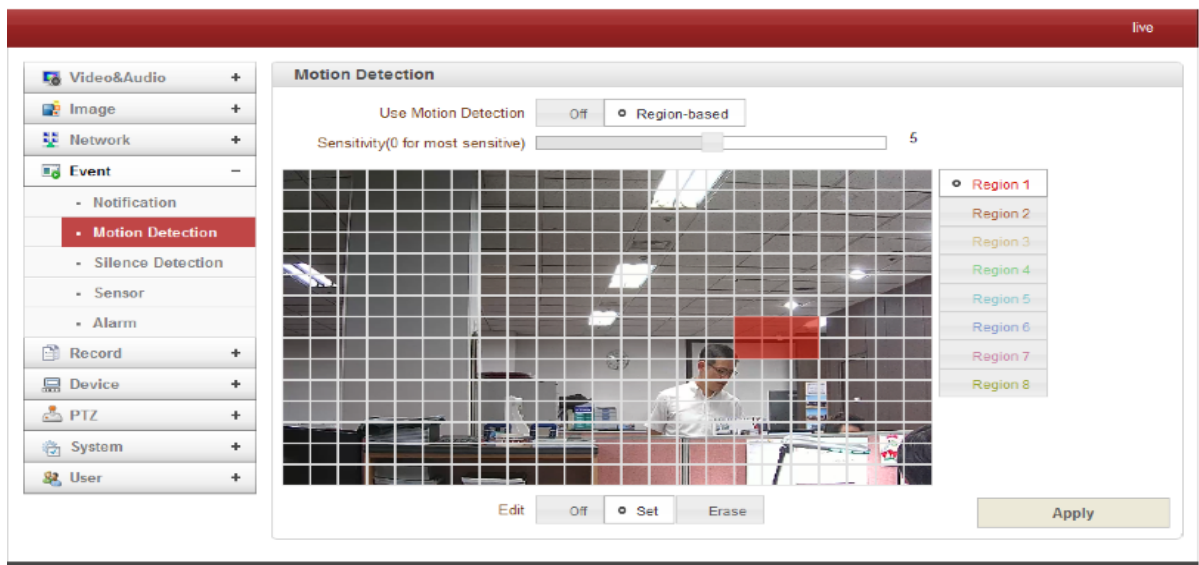 live
Video&Audio +
Image +
Network +
Event −
- Notification
- Motion Detection
- Silence Detection
- Sensor
- Alarm
Record +
Device +
PTZ +
System +
User +
Motion Detection
Use Motion Detection Off Region-based
Sensitivity(0 for most sensitive) 5
Region 1
Region 2
Region 3
Region 4
Region 5
Region 6
Region 7
Region 8
Edit Off Set Erase
Apply